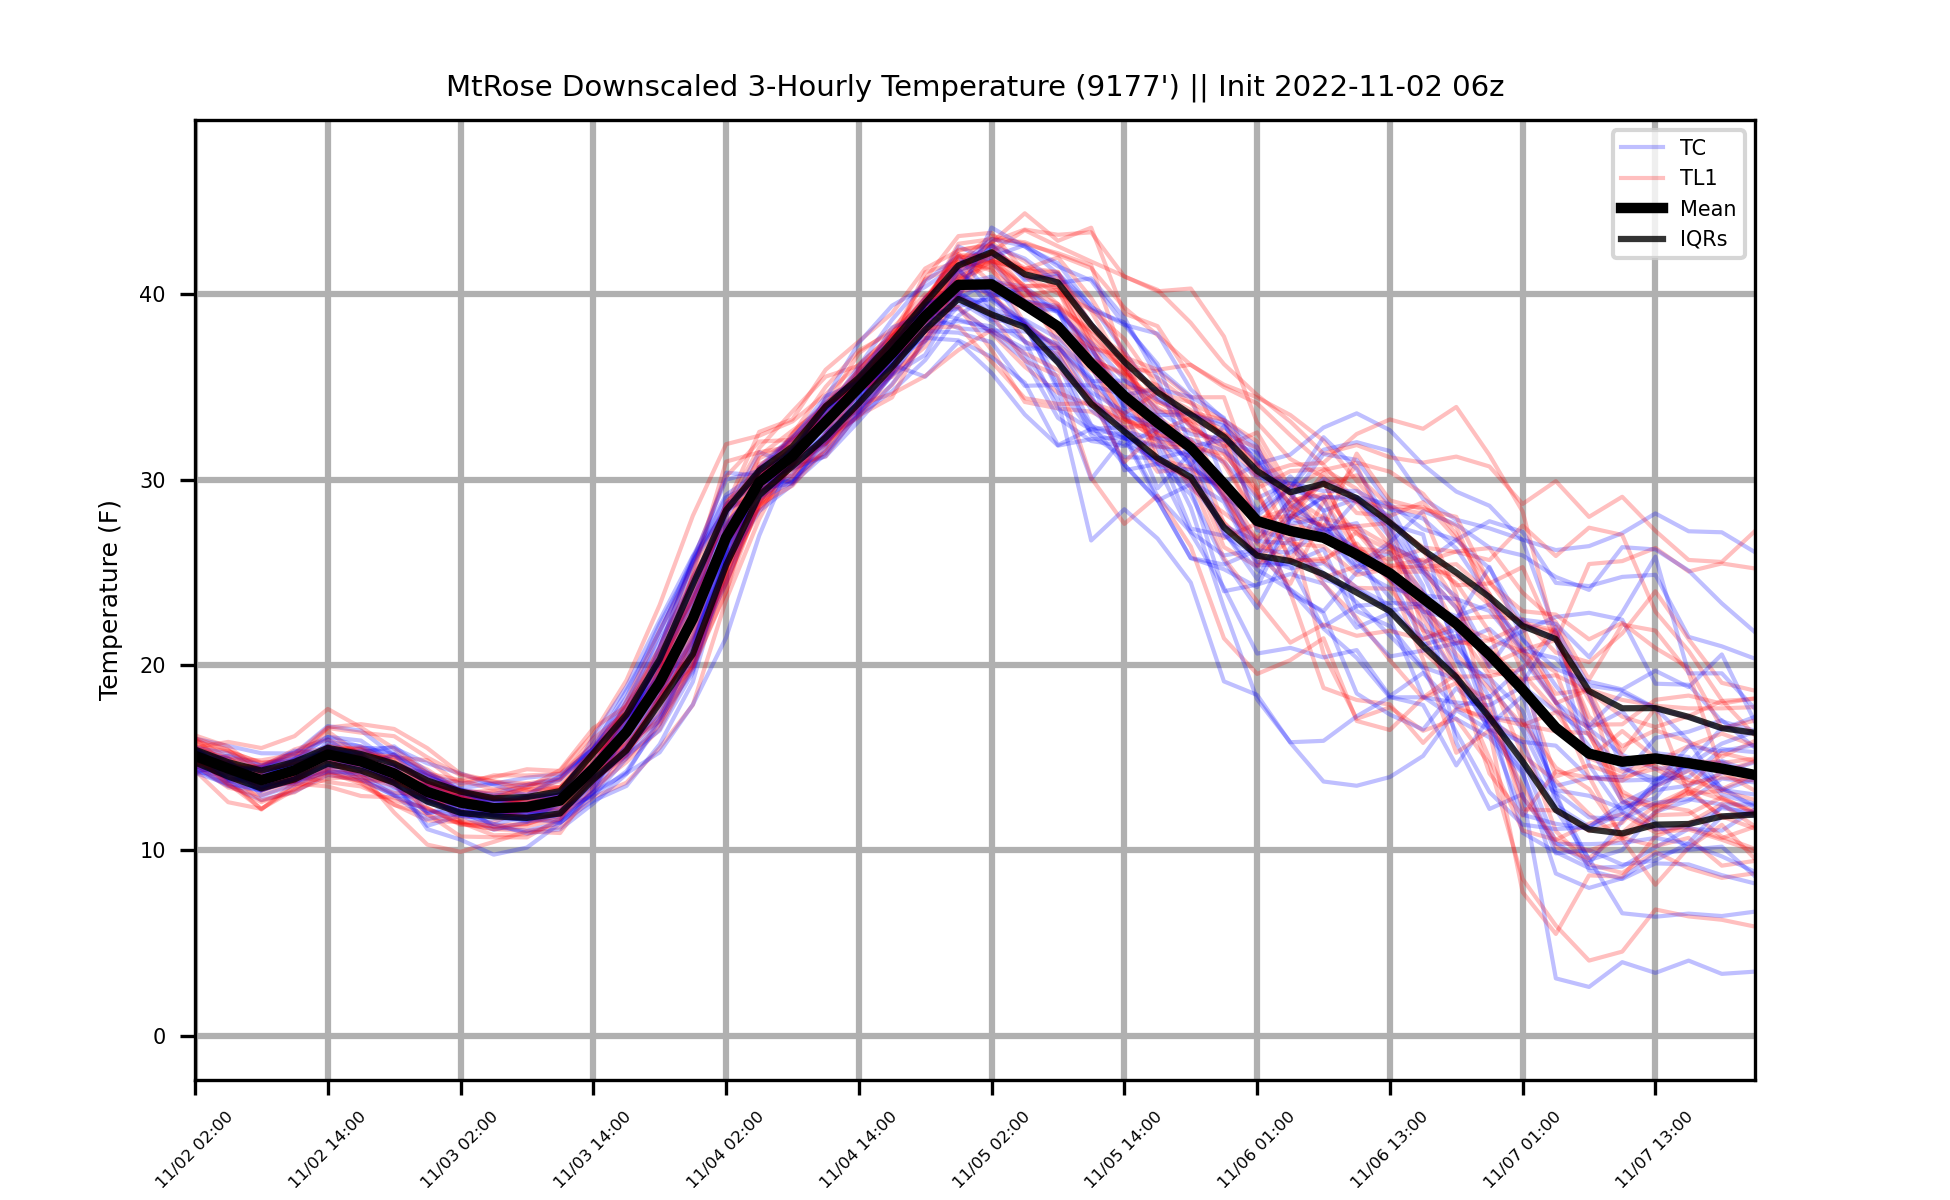 MtRose Downscaled 3-Hourly Temperature (9177') || Init 2022-11-02 06z
TC
TL1
Mean
IQRs
Temperature (F)
40
30
20
10
0
11/02 02:00
11/02 14:00
11/03 02:00
11/03 14:00
11/04 02:00
11/04 14:00
11/05 02:00
11/05 14:00
11/06 01:00
11/06 13:00
11/07 01:00
11/07 13:00